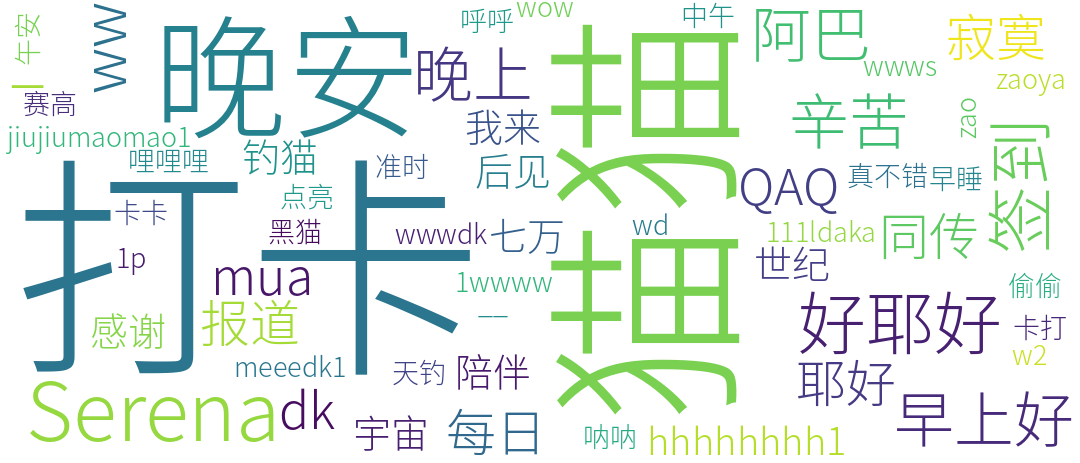 打卡
猫猫
晚安
Serena
签到
早上好
好耶好
晚上
阿巴
寂寞
辛苦
QAQ
www
mua
报道
dk
每日
同传
耶好
感谢
宇宙
陪伴
世纪
七万
后见
我来
钓猫
hhhhhhhh1
呼呼
wow
中午
wwws
zaoya
zao
午安
赛高
jiujiumaomao1
哩哩哩
准时
点亮
卡卡
黑猫
wwwdk
wd
真不错
早睡
111ldaka
1p
1wwww
__
meeedk1
天钓
呐呐
偷偷
卡打
w2